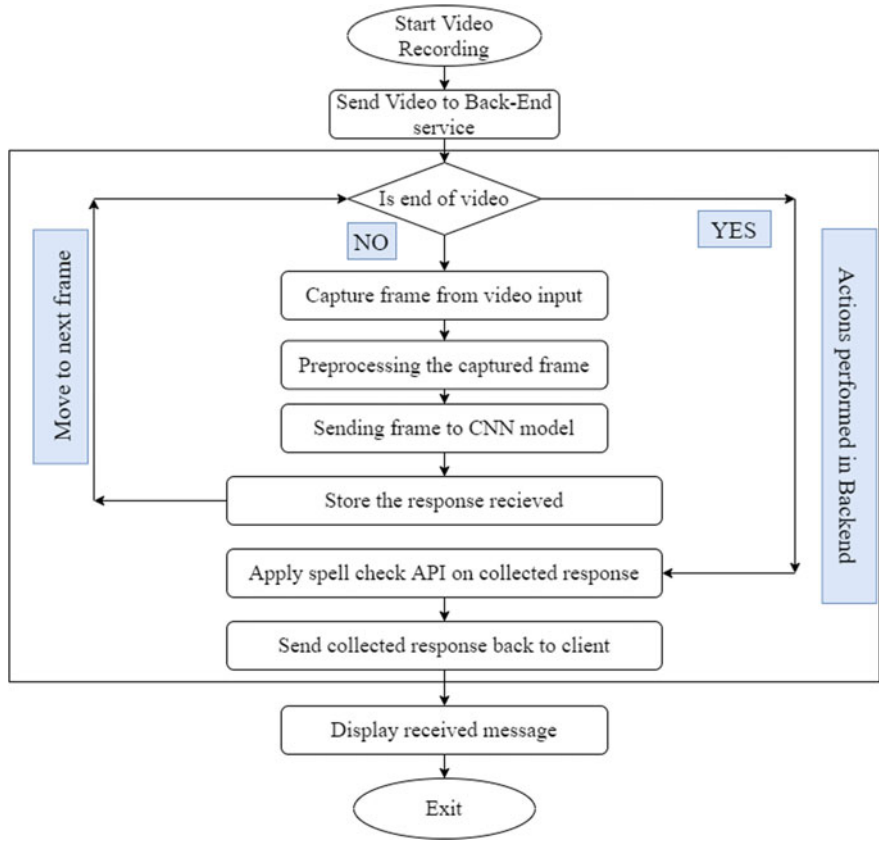 Start Video
Recording
Send Video to Back-End
service
Is end of video
NO
YES
Move to next frame
Actions performed in Backend
Capture frame from video input
Preprocessing the captured frame
Sending frame to CNN model
Store the response recieved
Apply spell check API on collected response
Send collected response back to client
Display received message
Exit